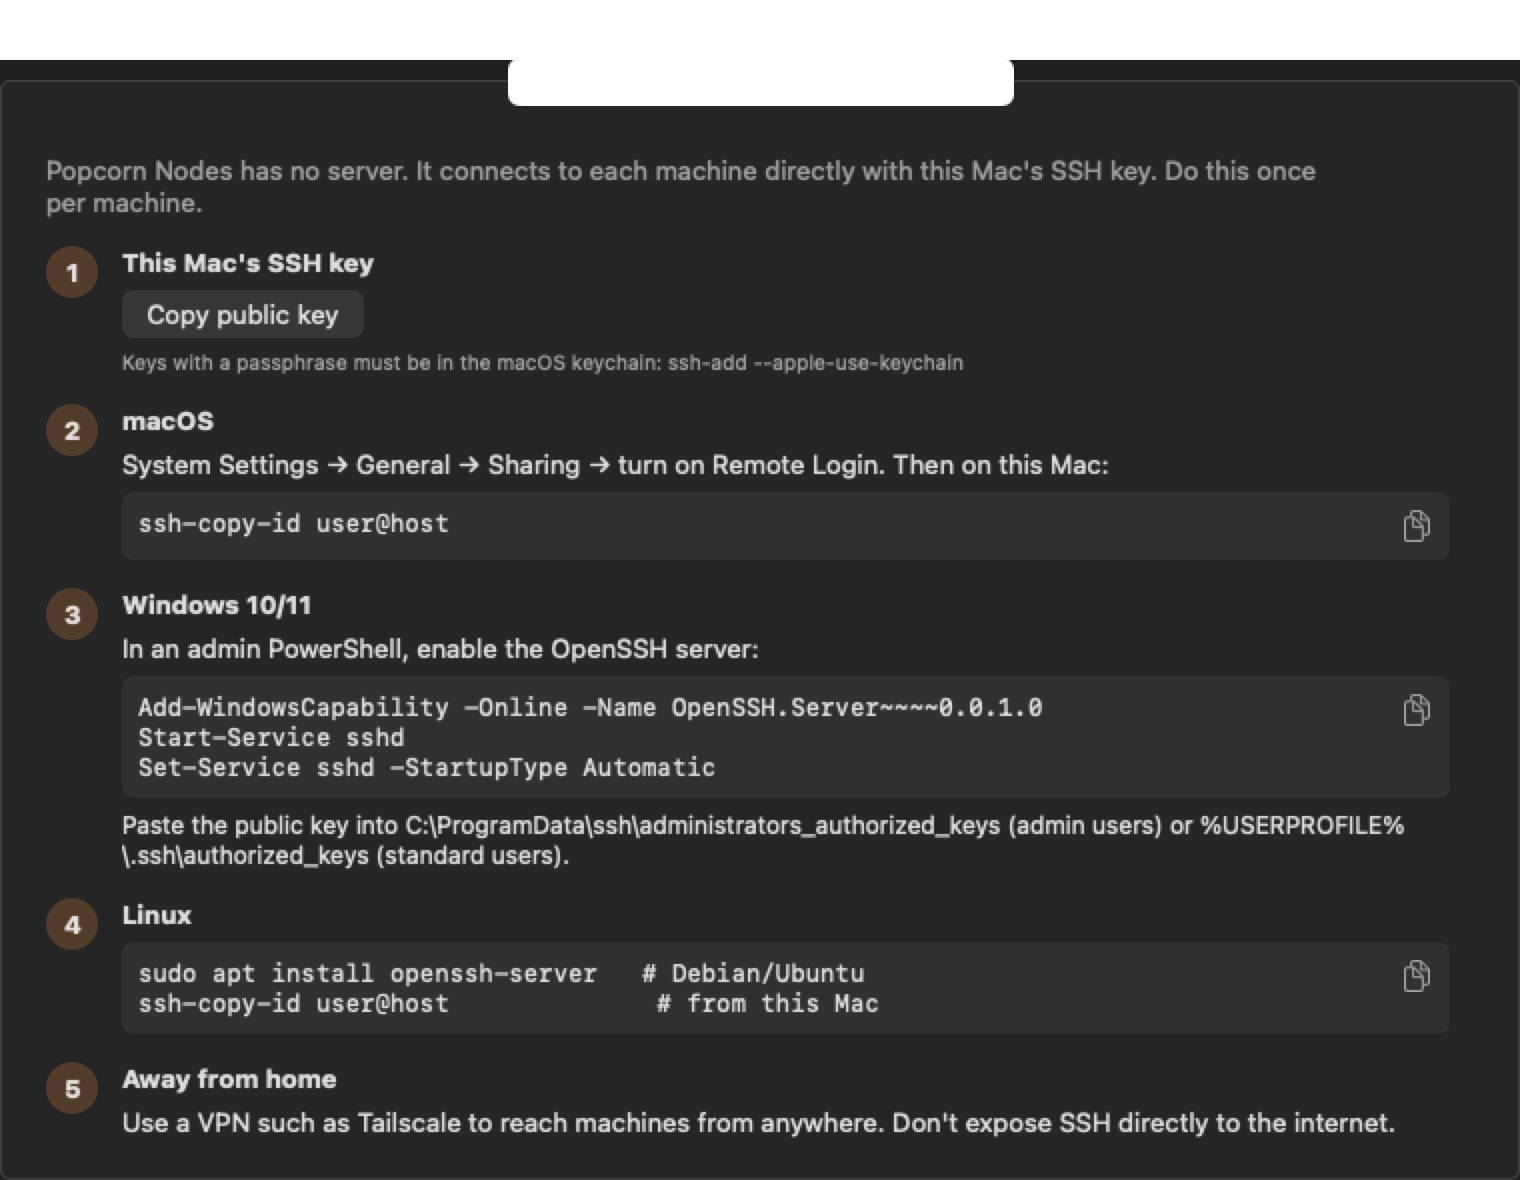 Popcorn Nodes has no server. It connects to each machine directly with this Mac's SSH key. Do this once
per machine.
1
This Mac's SSH key
Copy public key
Keys with a passphrase must be in the macOS keychain: ssh-add --apple-use-keychain
2
macOS
System Settings → General → Sharing → turn on Remote Login. Then on this Mac:
ssh-copy-id user@host
3
Windows 10/11
In an admin PowerShell, enable the OpenSSH server:
Add-WindowsCapability -Online -Name OpenSSH.Server~~~~0.0.1.0
Start-Service sshd
Set-Service sshd -StartupType Automatic
Paste the public key into C:\ProgramData\ssh\administrators_authorized_keys (admin users) or %USERPROFILE%
\.ssh\authorized_keys (standard users).
4
Linux
sudo apt install openssh-server   # Debian/Ubuntu
ssh-copy-id user@host              # from this Mac
5
Away from home
Use a VPN such as Tailscale to reach machines from anywhere. Don't expose SSH directly to the internet.